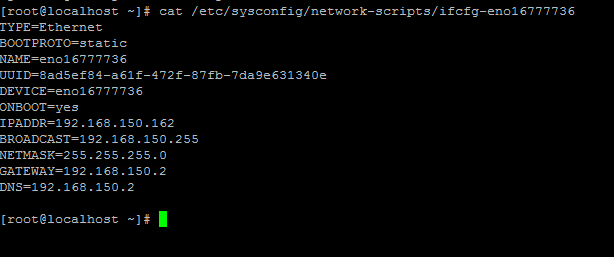 [root@localhost ~]# cat /etc/sysconfig/network-scripts/ifcfg-eno16777736
TYPE=Ethernet
BOOTPROTO=static
NAME=eno16777736
UUID=8ad5ef84-a61f-472f-87fb-7da9e631340e
DEVICE=eno16777736
ONBOOT=yes
IPADDR=192.168.150.162
BROADCAST=192.168.150.255
NETMASK=255.255.255.0
GATEWAY=192.168.150.2
DNS=192.168.150.2
[root@localhost ~]#